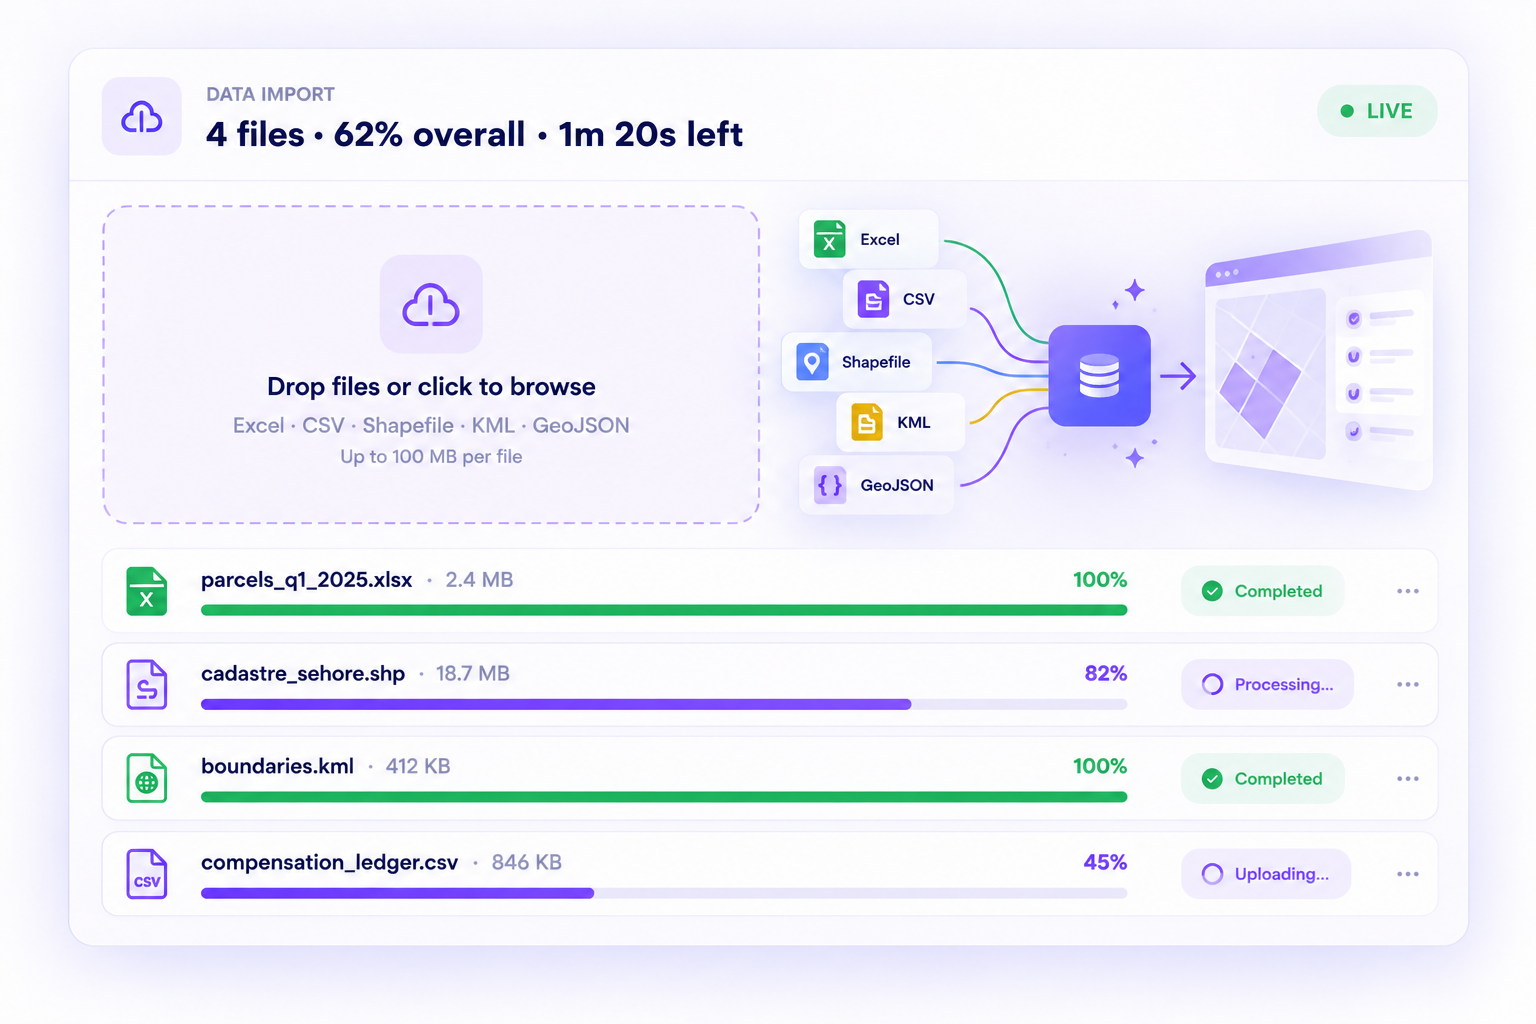 DATA IMPORT
4 files · 62% overall · 1m 20s left
LIVE
Drop files or click to browse
Excel · CSV · Shapefile · KML · GeoJSON
Up to 100 MB per file
X Excel
CSV
Shapefile
KML
{} GeoJSON
X parcels_q1_2025.xlsx · 2.4 MB 100% Completed
cadastre_sehore.shp · 18.7 MB 82% Processing...
boundaries.kml · 412 KB 100% Completed
CSV compensation_ledger.csv · 846 KB 45% Uploading...